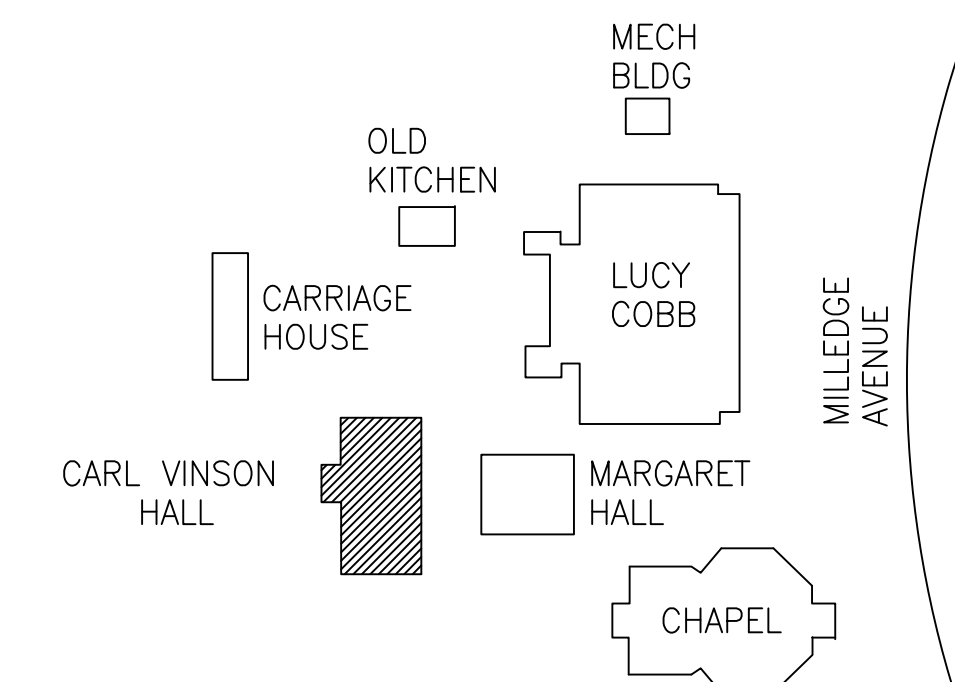 MECH
BLDG
OLD
KITCHEN
LUCY
COBB
CARRIAGE
HOUSE
MILLEDGE
AVENUE
CARL VINSON
HALL
MARGARET
HALL
CHAPEL